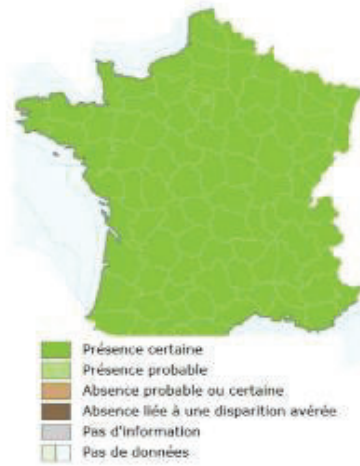 Présence certaine
Présence probable
Absence probable ou certaine
Absence liée à une disparition avérée
Pas d'information
Pas de données